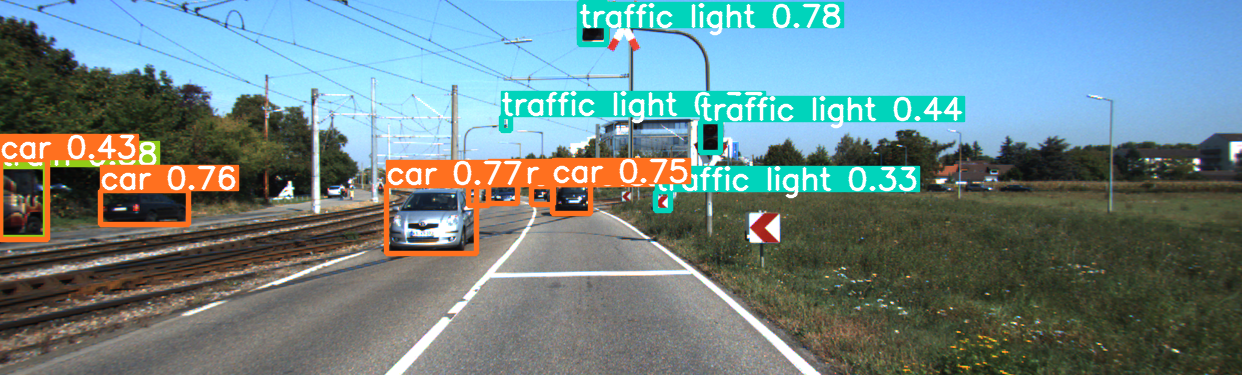 traffic light 0.78
traffic light 0.
traffic light 0.44
car 0.43
car 0.76
car 0.77
car 0.75
traffic light 0.33